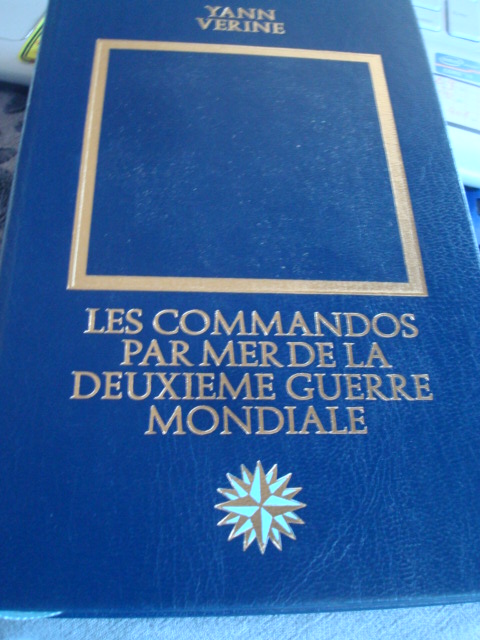 YANN
VERINE
LES COMMANDOS
PAR MER DE LA
DEUXIEME GUERRE
MONDIALE